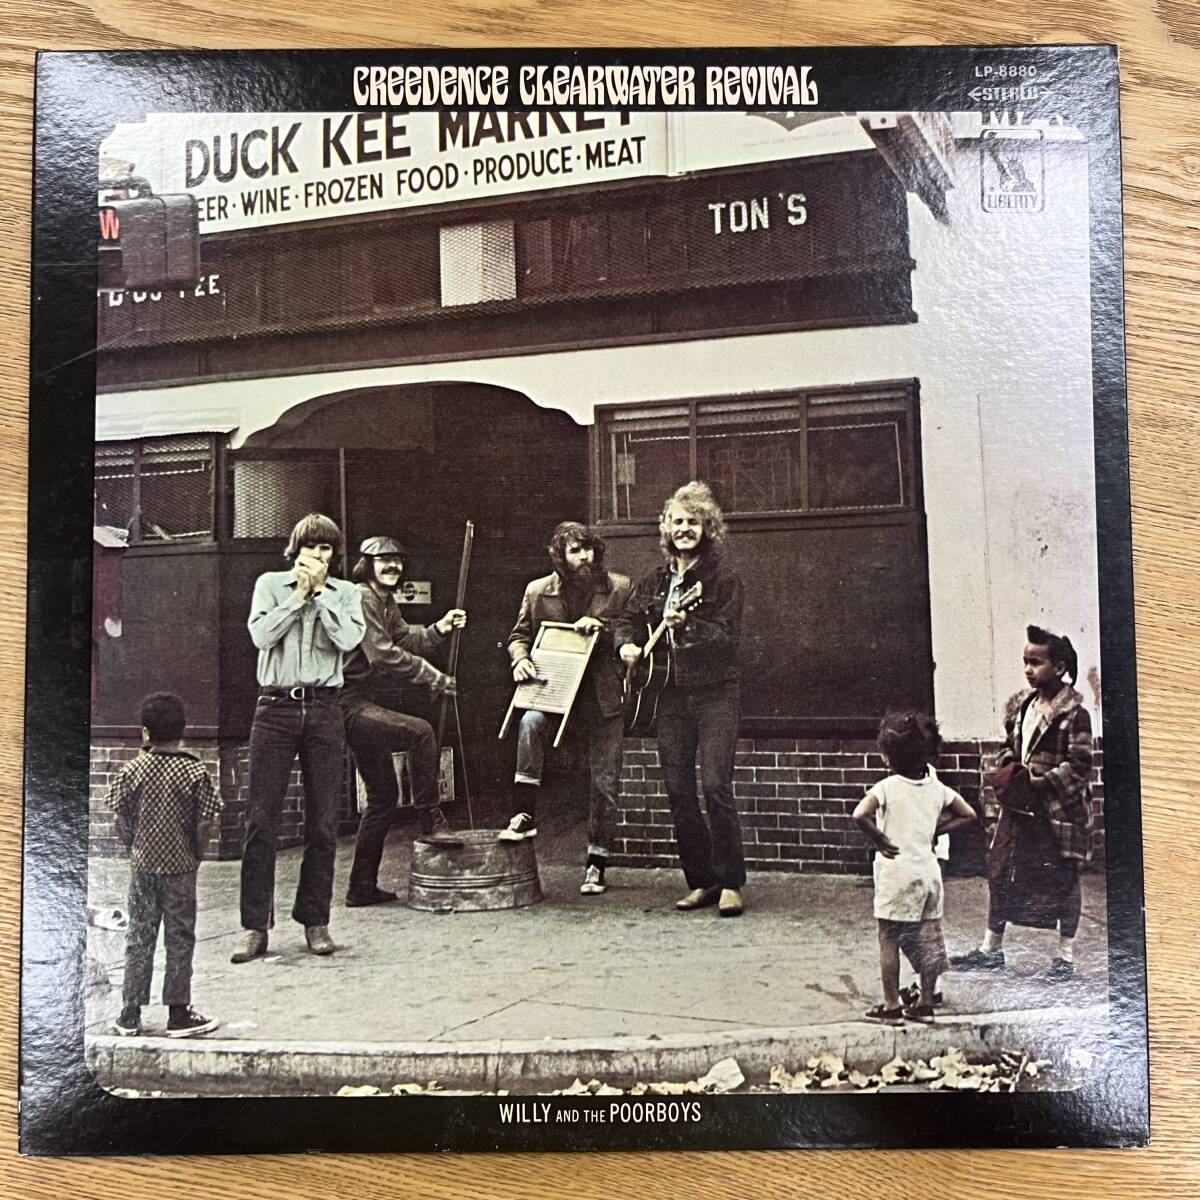 CREEDENCE CLEARWATER REVIVAL
LP-8880
STEREO
LIBERTY
DUCK KEE MARKET
EER · WINE · FROZEN FOOD · PRODUCE · MEAT
W
TON'S
WILLY AND THE POORBOYS